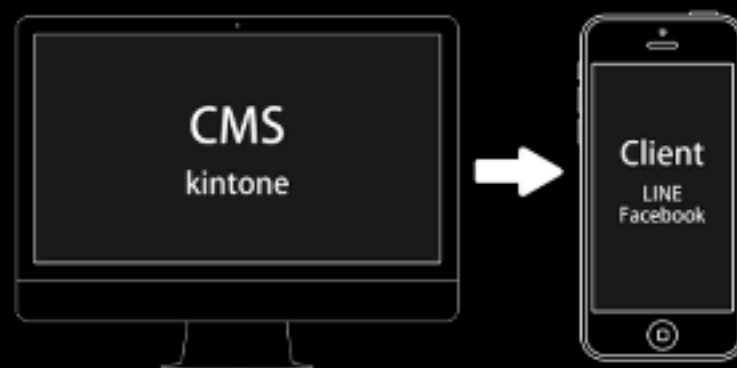 CMS
kintone
Client
LINE
Facebook